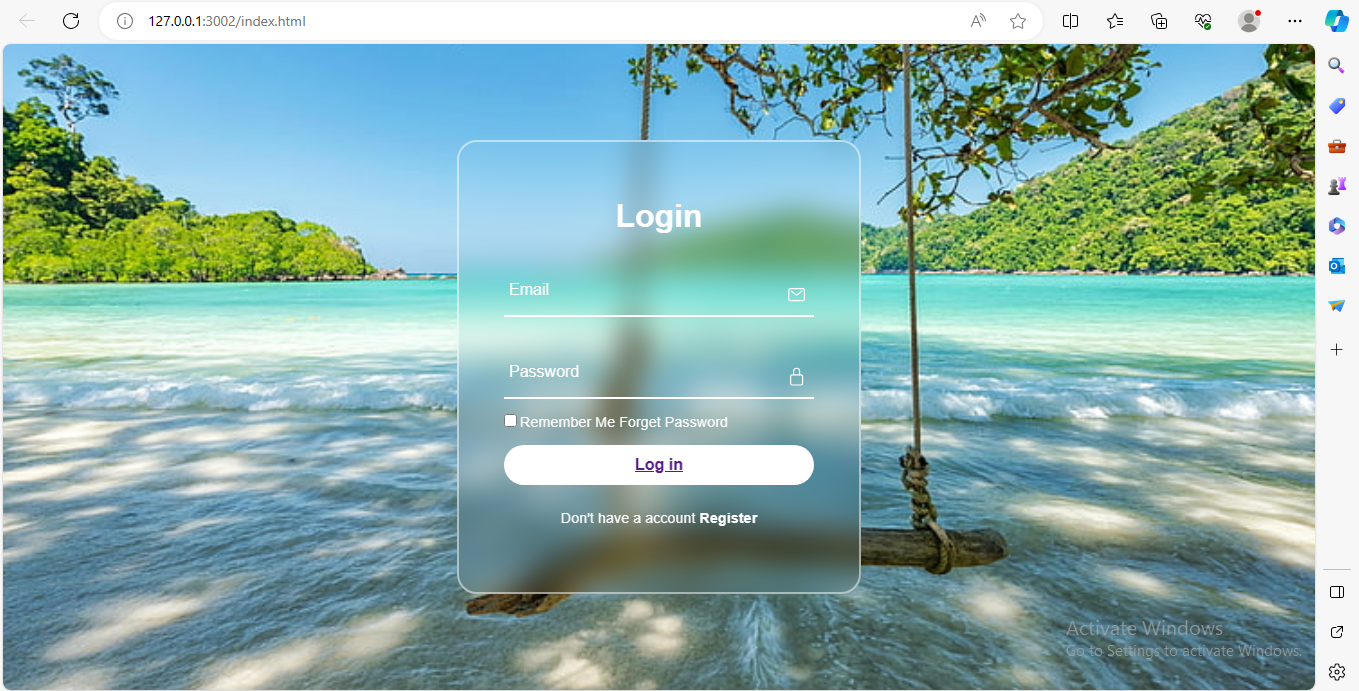 127.0.0.1:3002/index.html
Login
Email
Password
Remember Me Forget Password
Log in
Don't have a account Register
Activate Windows
Go to Settings to activate Windows.